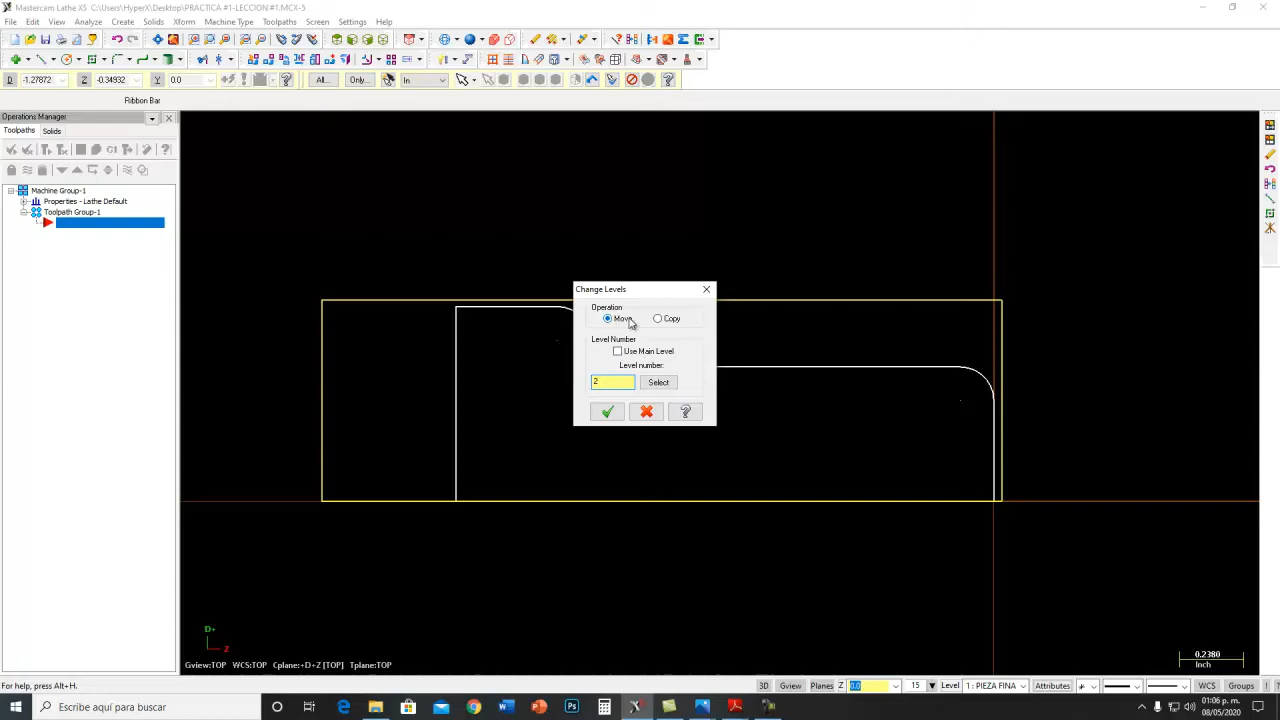 Mastercam Lathe X5 C:\Users\HyperX\Desktop\PRACTICA #1-LECCION #1.MCX-5
File Edit View Analyze Create Solids Xform Machine Type Toolpaths Screen Settings Help
D -1.27872 Z -0.34932 Y 0.0 All... Only... In
Ribbon Bar
Operations Manager
Toolpaths Solids
G1
Machine Group-1
Properties - Lathe Default
Toolpath Group-1
Change Levels
Operation
Move Copy
Level Number
Use Main Level
Level number:
2 Select
D+
Z
Gview:TOP WCS:TOP Cplane:+D+Z [TOP] Tplane:TOP
0.2380
Inch
For help, press Alt+H. 3D Gview Planes Z 0.0 15 Level 1 : PIEZA FINA Attributes WCS Groups ! ?
Escribe aquí para buscar
01:06 p. m.
08/05/2020